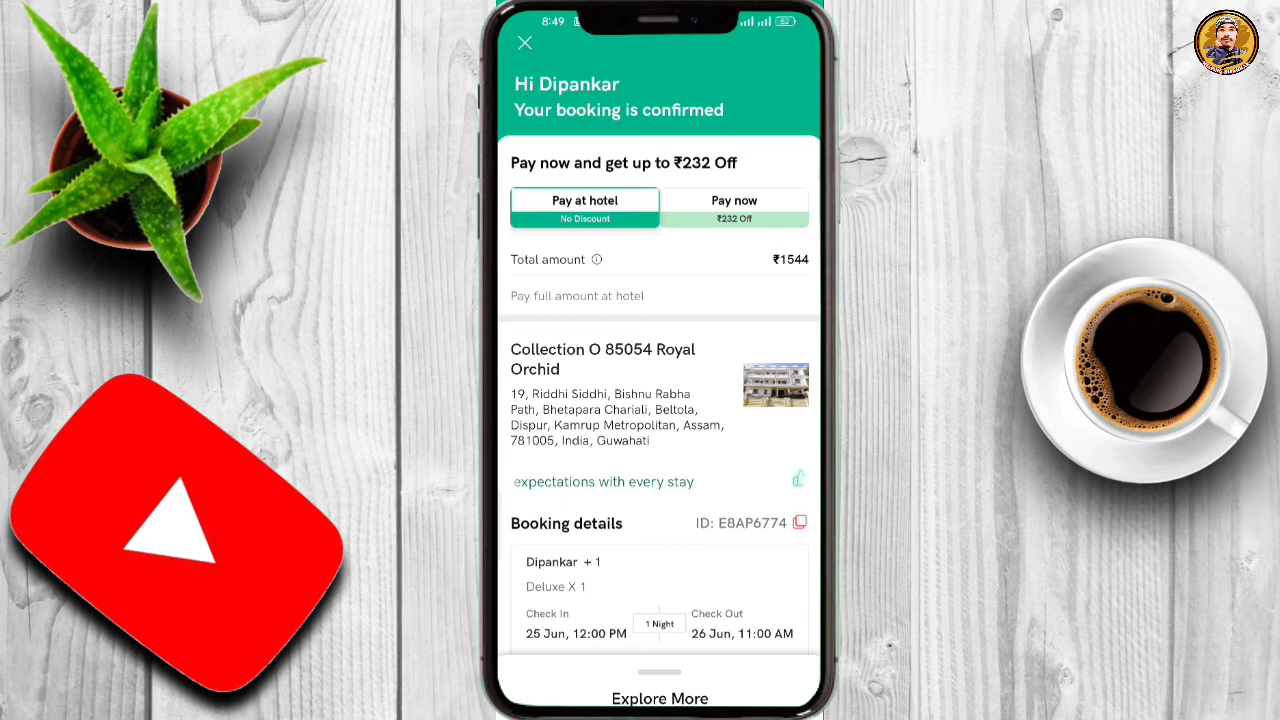 8:49
62
Hi Dipankar
Your booking is confirmed
Pay now and get up to ₹232 Off
Pay at hotel
Pay now
No Discount
₹232 Off
Total amount
₹1544
Pay full amount at hotel
Collection O 85054 Royal
Orchid
19, Riddhi Siddhi, Bishnu Rabha
Path, Bhetapara Chariali, Beltola,
Dispur, Kamrup Metropolitan, Assam,
781005, India, Guwahati
expectations with every stay
Booking details
ID: E8AP6774
Dipankar + 1
Deluxe X 1
Check In
Check Out
1 Night
25 Jun, 12:00 PM
26 Jun, 11:00 AM
Explore More